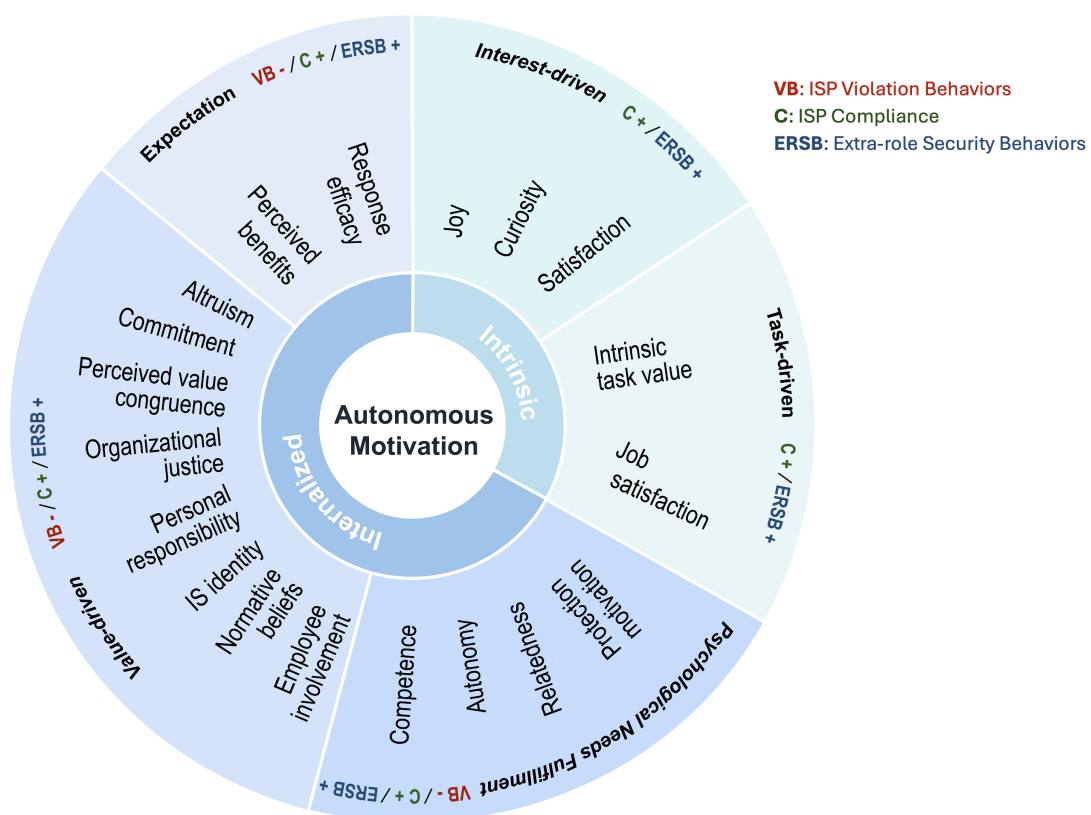 Autonomous
Motivation
Intrinsic
Internalized
Interest-driven
C + / ERSB +
Joy
Curiosity
Satisfaction
Task-driven
C + / ERSB +
Intrinsic
task value
Job
satisfaction
Psychological Needs Fulfillment
VB - / C + / ERSB +
Protection
motivation
Relatedness
Autonomy
Competence
Value-driven
VB - / C + / ERSB +
Employee
involvement
Normative
beliefs
IS identity
Personal
responsibility
Organizational
justice
Perceived value
congruence
Commitment
Altruism
Expectation
VB - / C + / ERSB +
Perceived
benefits
Response
efficacy
VB: ISP Violation Behaviors
C: ISP Compliance
ERSB: Extra-role Security Behaviors